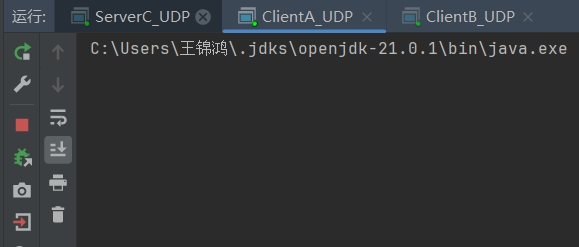 运行: ServerC_UDP ClientA_UDP ClientB_UDP
C:\Users\王锦鸿\.jdks\openjdk-21.0.1\bin\java.exe